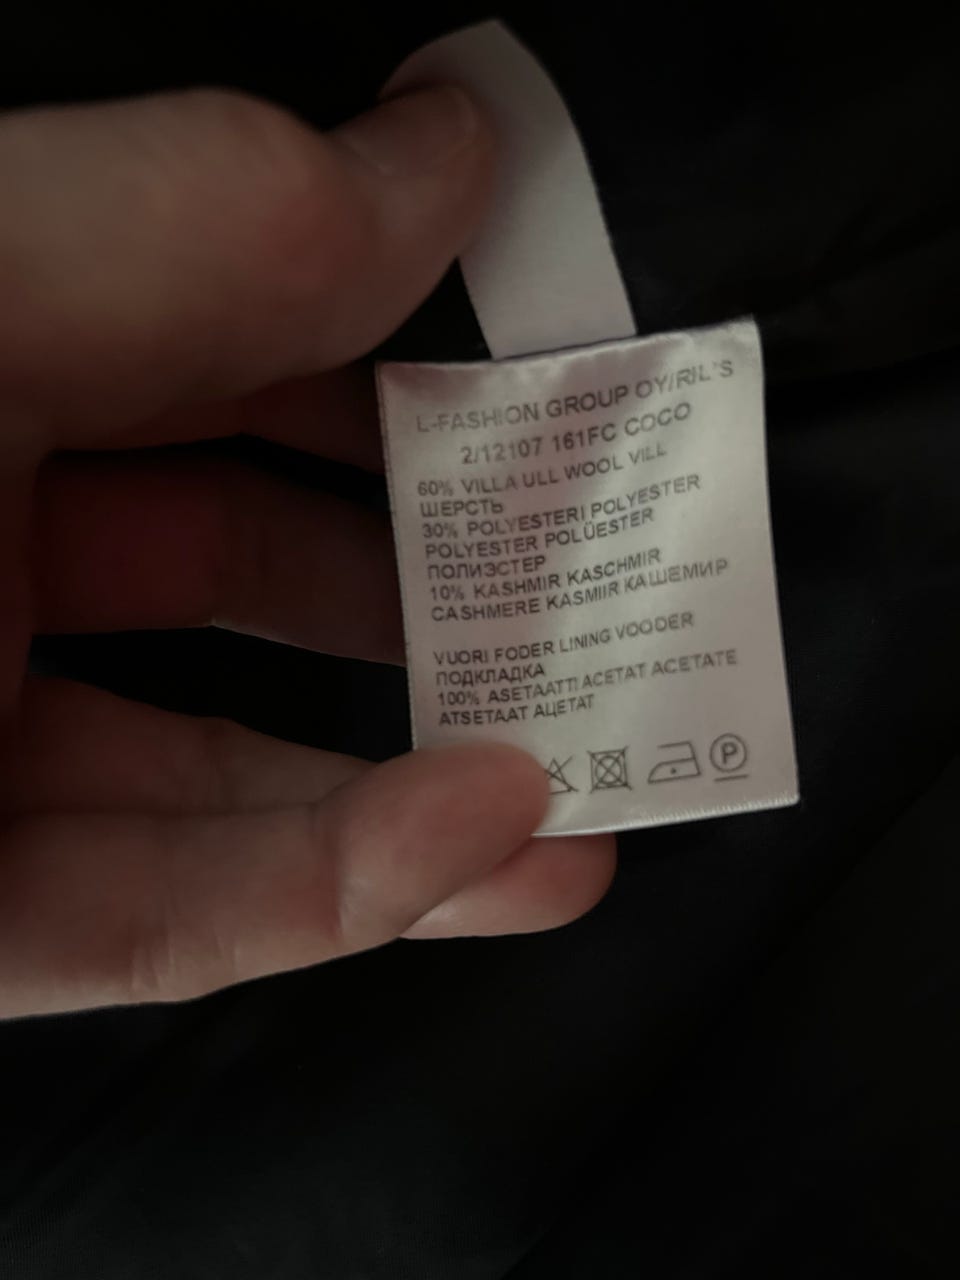 L-FASHION GROUP OY/RIL'S
2/12107 161FC COCO
60% VILLA ULL WOOL VILL
ШЕРСТЬ
30% POLYESTERI POLYESTER
POLYESTER POLÜESTER
ПОЛИЭСТЕР
10% KASHMIR KASCHMIR
CASHMERE KASMIIR КАШЕМИР
VUORI FODER LINING VOODER
ПОДКЛАДКА
100% ASETAATTI ACETAT ACETATE
ATSETAAT АЦЕТАТ
P